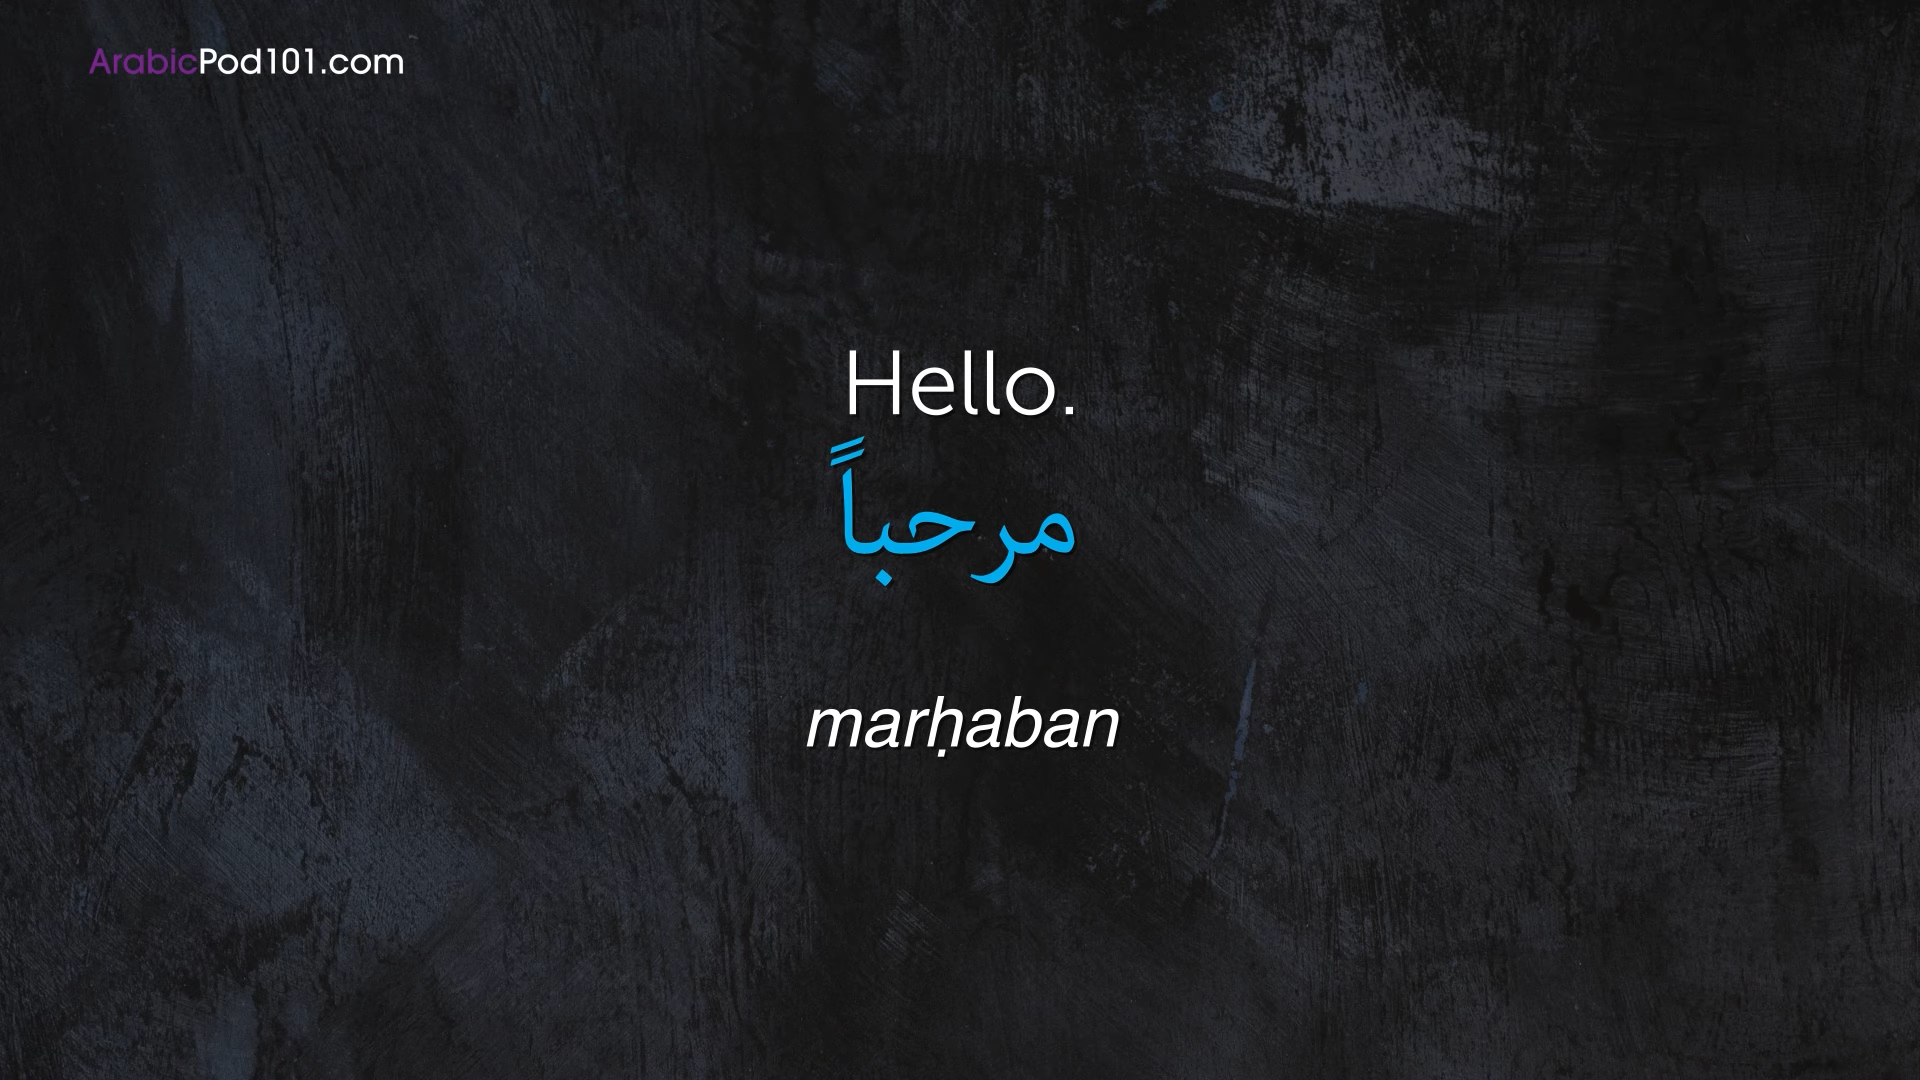 ArabicPod101.com
Hello.
مرحباً
marḥaban